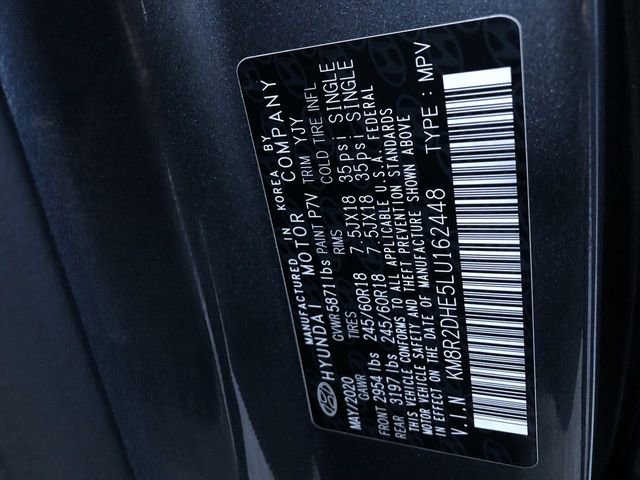 MANUFACTURED IN KOREA BY
HYUNDAI MOTOR COMPANY
MAY/2020 GVWR 5871lbs PAINT P7V TRIM YJY
GAWR TYRES RIMS COLD TIRE INFL
FRONT 2954lbs 245/60R18 7.5JX18 35psi SINGLE
REAR 3197lbs 245/60R18 7.5JX18 35psi SINGLE
THIS VEHICLE CONFORMS TO ALL APPLICABLE U.S.A. FEDERAL
MOTOR VEHICLE SAFETY AND THEFT PREVENTION STANDARDS
IN EFFECT ON THE DATE OF MANUFACTURE SHOWN ABOVE
V.I.N KM8R2DHE5LU162448 TYPE : MPV